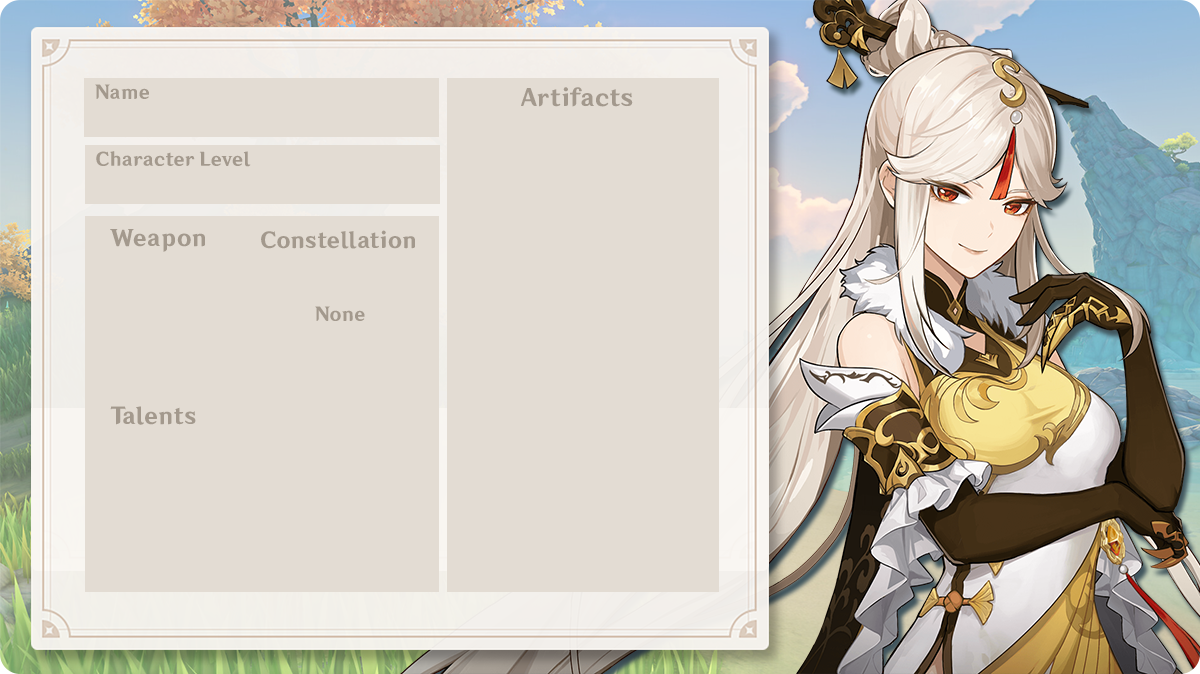 Name
Character Level
Weapon
Constellation
None
Talents
Artifacts